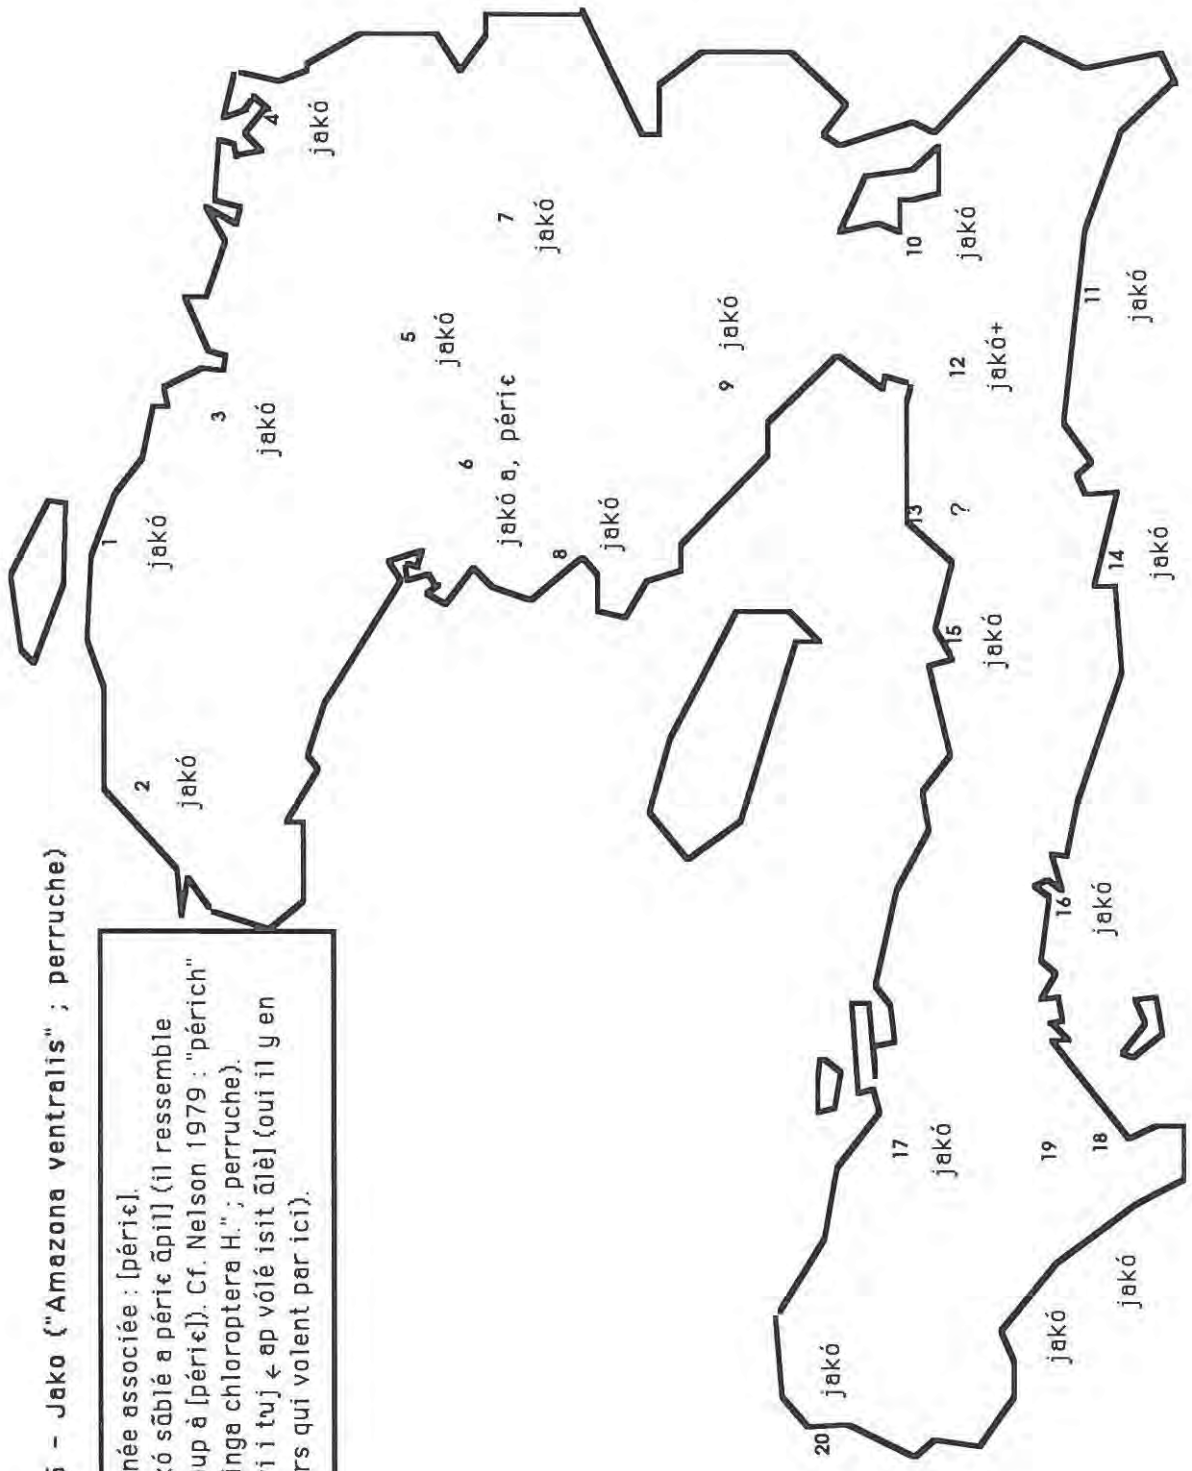 - Jako ("Amazona ventralis" ; perruche)
née associée : [périɛ].
kó sãblé a périɛ ãpil] (il ressemble
oup à [périɛ]). Cf. Nelson 1979 : "périch"
inga chloroptera H." ; perruche).
i i tuj ɛ ap vólé isit ãlè] (oui il y en
rs qui volent par ici).
1
jakó
2
jakó
3
jakó
4
jakó
5
jakó
6
jakó a, périɛ
7
jakó
8
jakó
9
jakó
10
jakó
11
jakó
12
jakó+
13
?
14
jakó
15
jakó
16
jakó
17
jakó
18
jakó
19
jakó
20
jakó